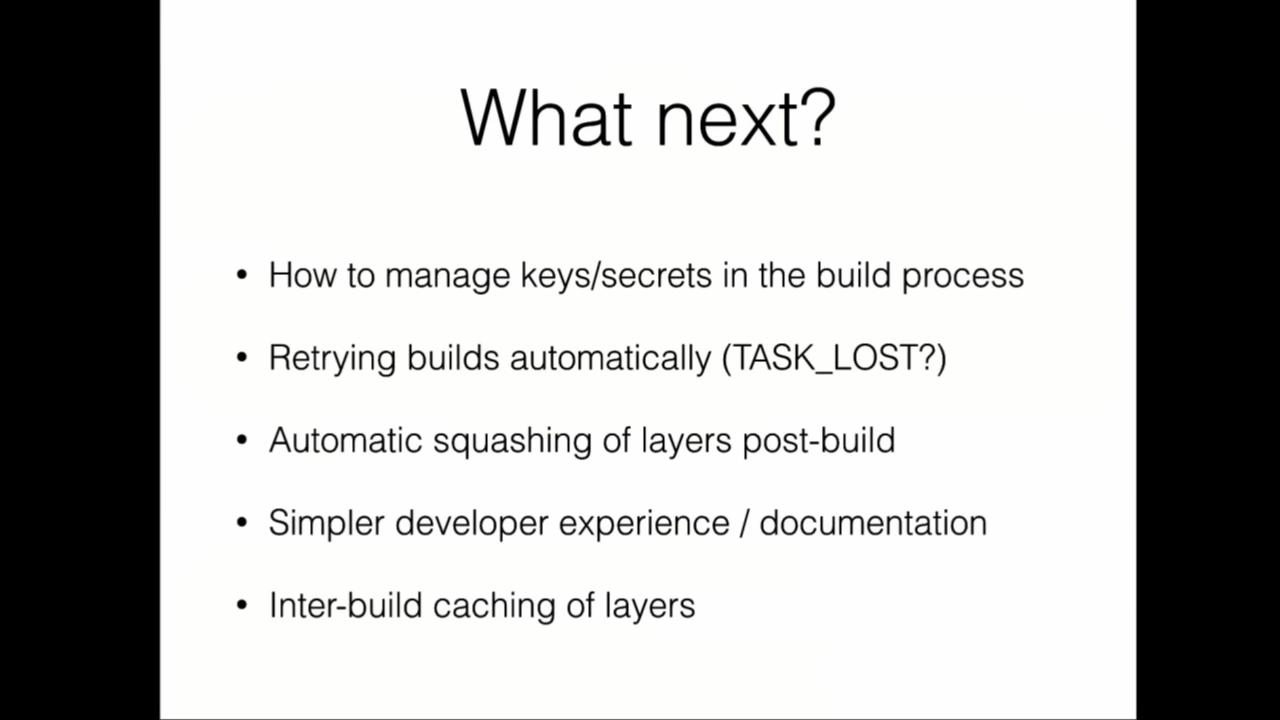 What next?
• How to manage keys/secrets in the build process
• Retrying builds automatically (TASK_LOST?)
• Automatic squashing of layers post-build
• Simpler developer experience / documentation
• Inter-build caching of layers